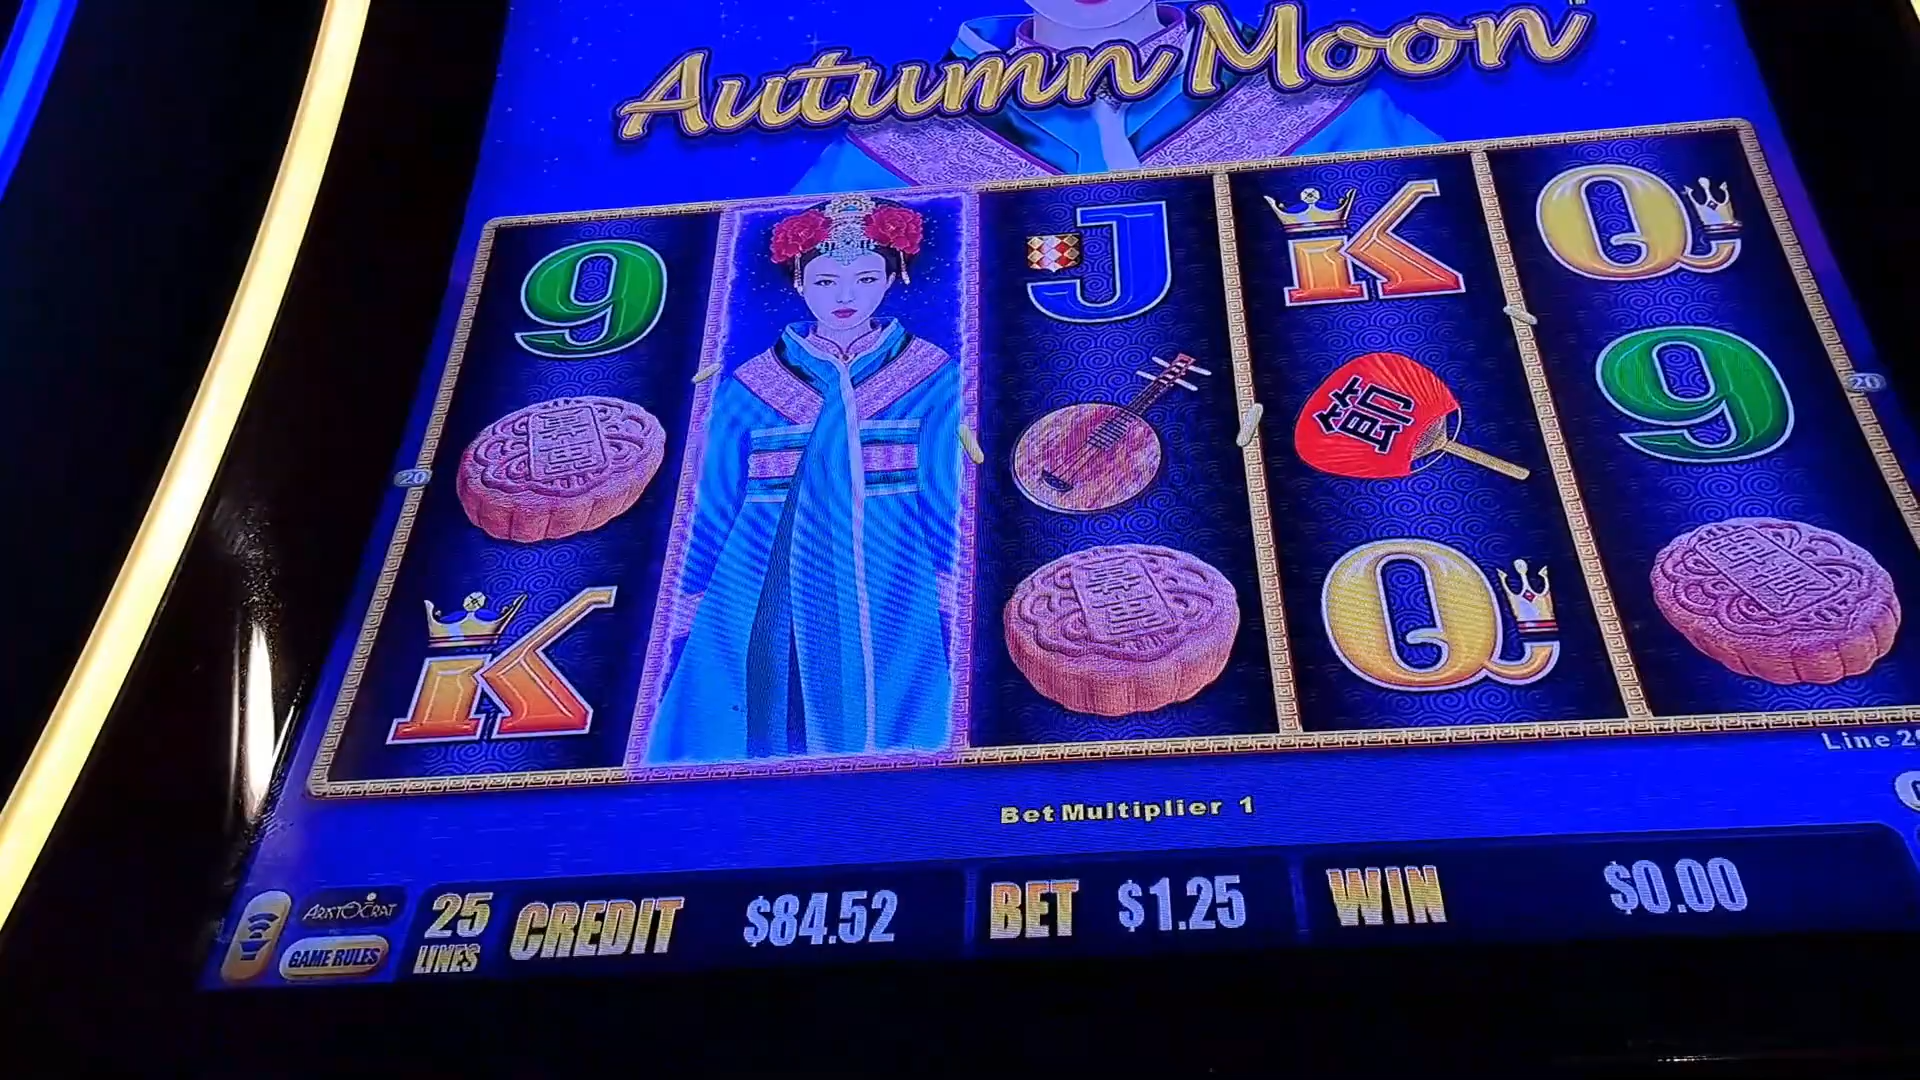 Autumn Moon
9 J K Q
20 9 20
K Q
Line 2
Bet Multiplier 1
ARISTOCRAT
GAME RULES
25 LINES CREDIT $84.52 BET $1.25 WIN $0.00